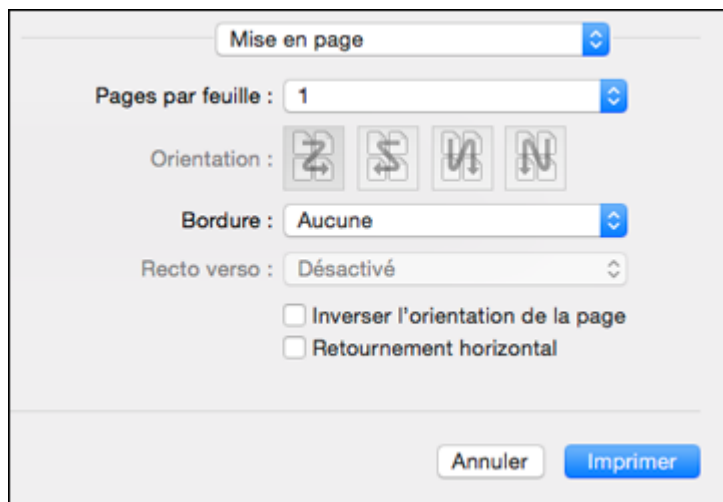 Mise en page
Pages par feuille : 1
Orientation :
Bordure : Aucune
Recto verso : Désactivé
Inverser l'orientation de la page
Retournement horizontal
Annuler Imprimer